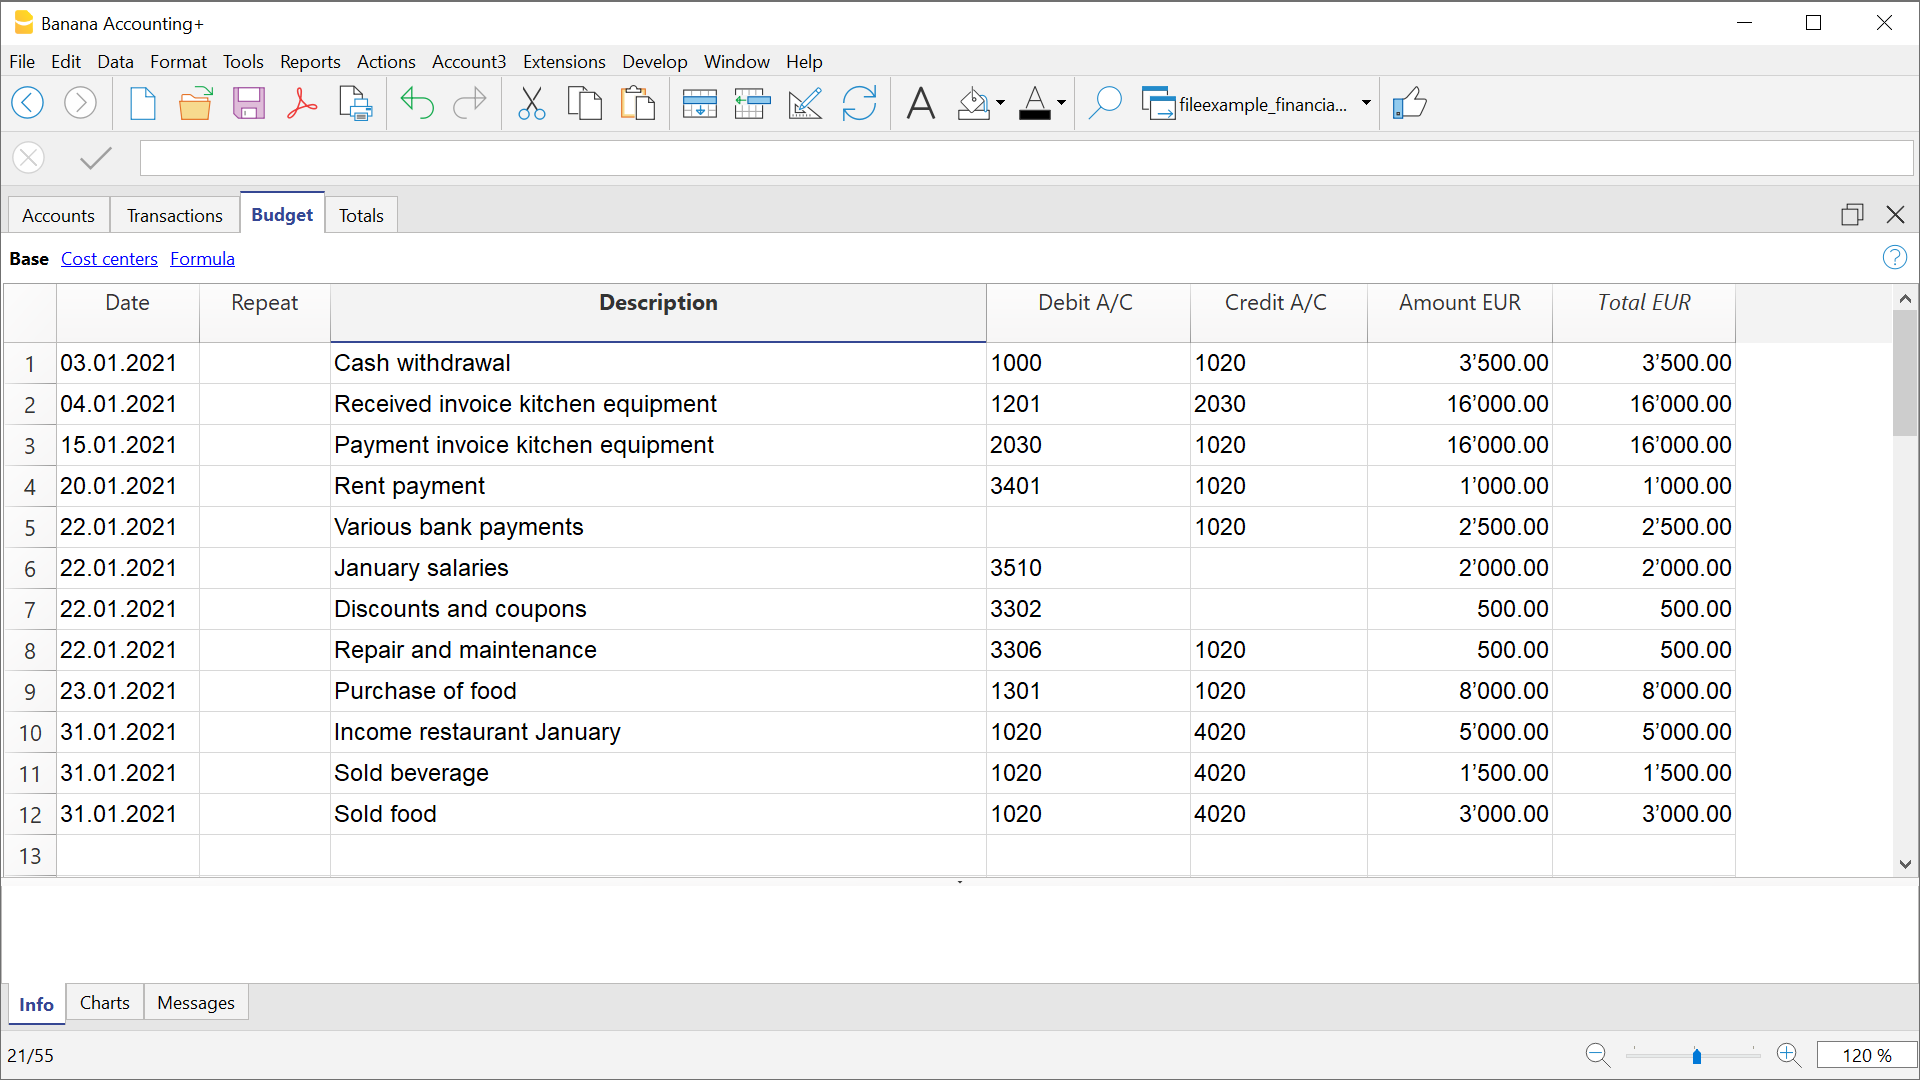 Banana Accounting+
File Edit Data Format Tools Reports Actions Account3 Extensions Develop Window Help
fileexample_financia...
Accounts Transactions Budget Totals
Base Cost centers Formula
Date Repeat Description Debit A/C Credit A/C Amount EUR Total EUR
1 03.01.2021 Cash withdrawal 1000 1020 3’500.00 3’500.00
2 04.01.2021 Received invoice kitchen equipment 1201 2030 16’000.00 16’000.00
3 15.01.2021 Payment invoice kitchen equipment 2030 1020 16’000.00 16’000.00
4 20.01.2021 Rent payment 3401 1020 1’000.00 1’000.00
5 22.01.2021 Various bank payments 1020 2’500.00 2’500.00
6 22.01.2021 January salaries 3510 2’000.00 2’000.00
7 22.01.2021 Discounts and coupons 3302 500.00 500.00
8 22.01.2021 Repair and maintenance 3306 1020 500.00 500.00
9 23.01.2021 Purchase of food 1301 1020 8’000.00 8’000.00
10 31.01.2021 Income restaurant January 1020 4020 5’000.00 5’000.00
11 31.01.2021 Sold beverage 1020 4020 1’500.00 1’500.00
12 31.01.2021 Sold food 1020 4020 3’000.00 3’000.00
13
Info Charts Messages
21/55 120 %